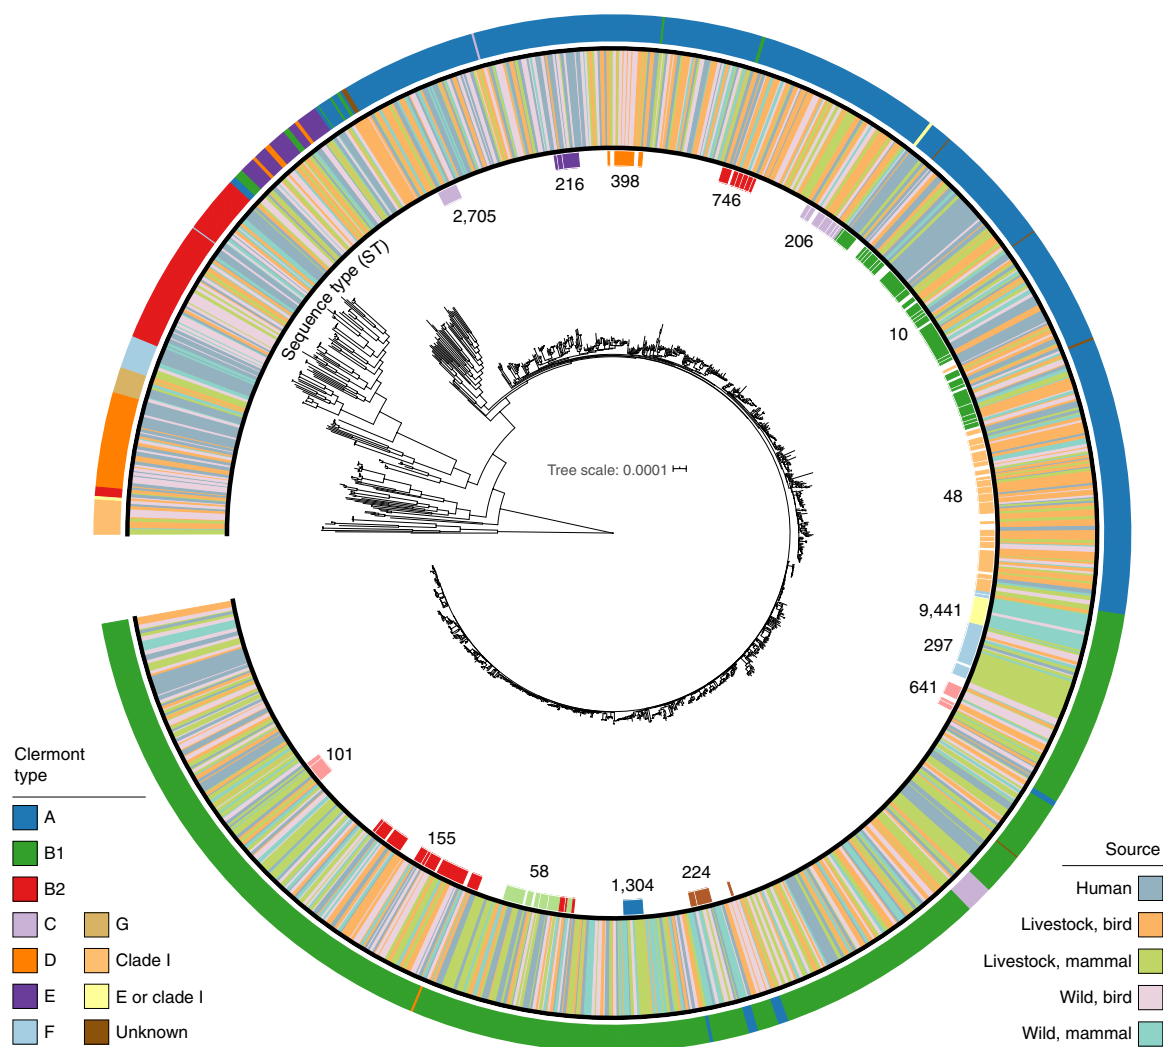 216
398
746
2,705
206
Sequence type (ST)
10
Tree scale: 0.0001
48
9,441
297
641
101
155
58
1,304
224
Clermont
type
A
B1
B2
C
D
E
F
G
Clade I
E or clade I
Unknown
Source
Human
Livestock, bird
Livestock, mammal
Wild, bird
Wild, mammal